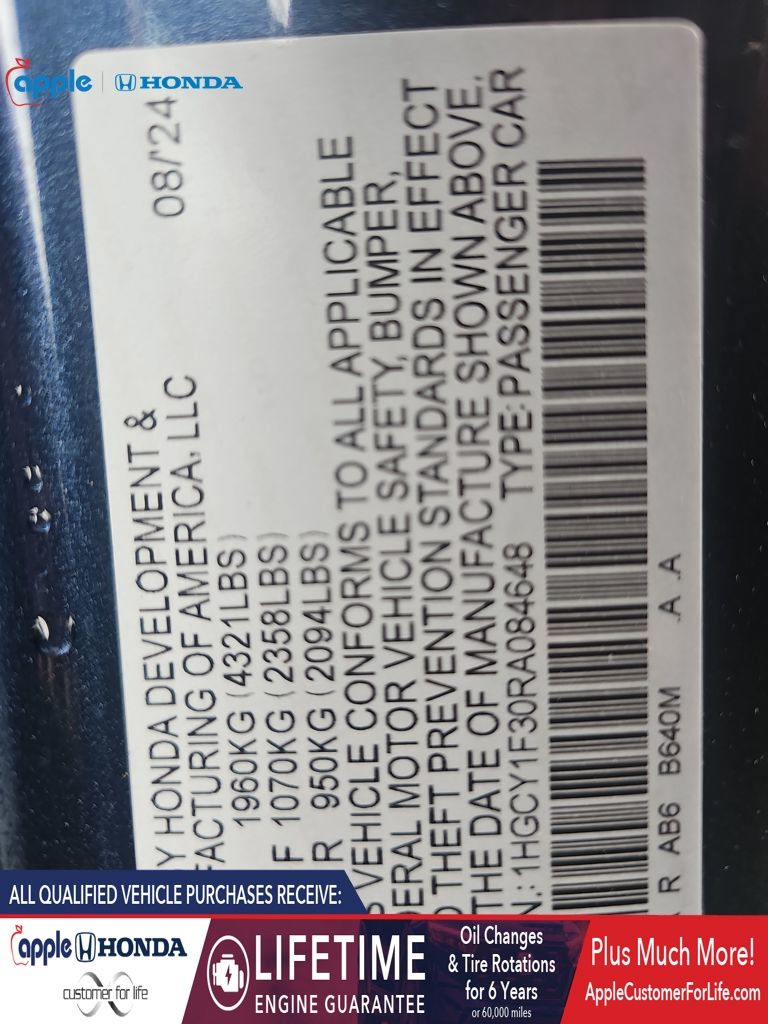 apple HONDA
Y HONDA DEVELOPMENT &
FACTURING OF AMERICA, LLC
08/'24
1960KG (4321LBS)
F 1070KG (2358LBS)
R 950KG (2094LBS)
S VEHICLE CONFORMS TO ALL APPLICABLE
DERAL MOTOR VEHICLE SAFETY, BUMPER,
D THEFT PREVENTION STANDARDS IN EFFECT
THE DATE OF MANUFACTURE SHOWN ABOVE.
N.: 1HGCY1F30RA084648 TYPE: PASSENGER CAR
R AB6 B640M .A .A
ALL QUALIFIED VEHICLE PURCHASES RECEIVE:
apple HONDA
customer for life
LIFETIME
ENGINE GUARANTEE
Oil Changes
& Tire Rotations
for 6 Years
or 60,000 miles
Plus Much More!
AppleCustomerForLife.com